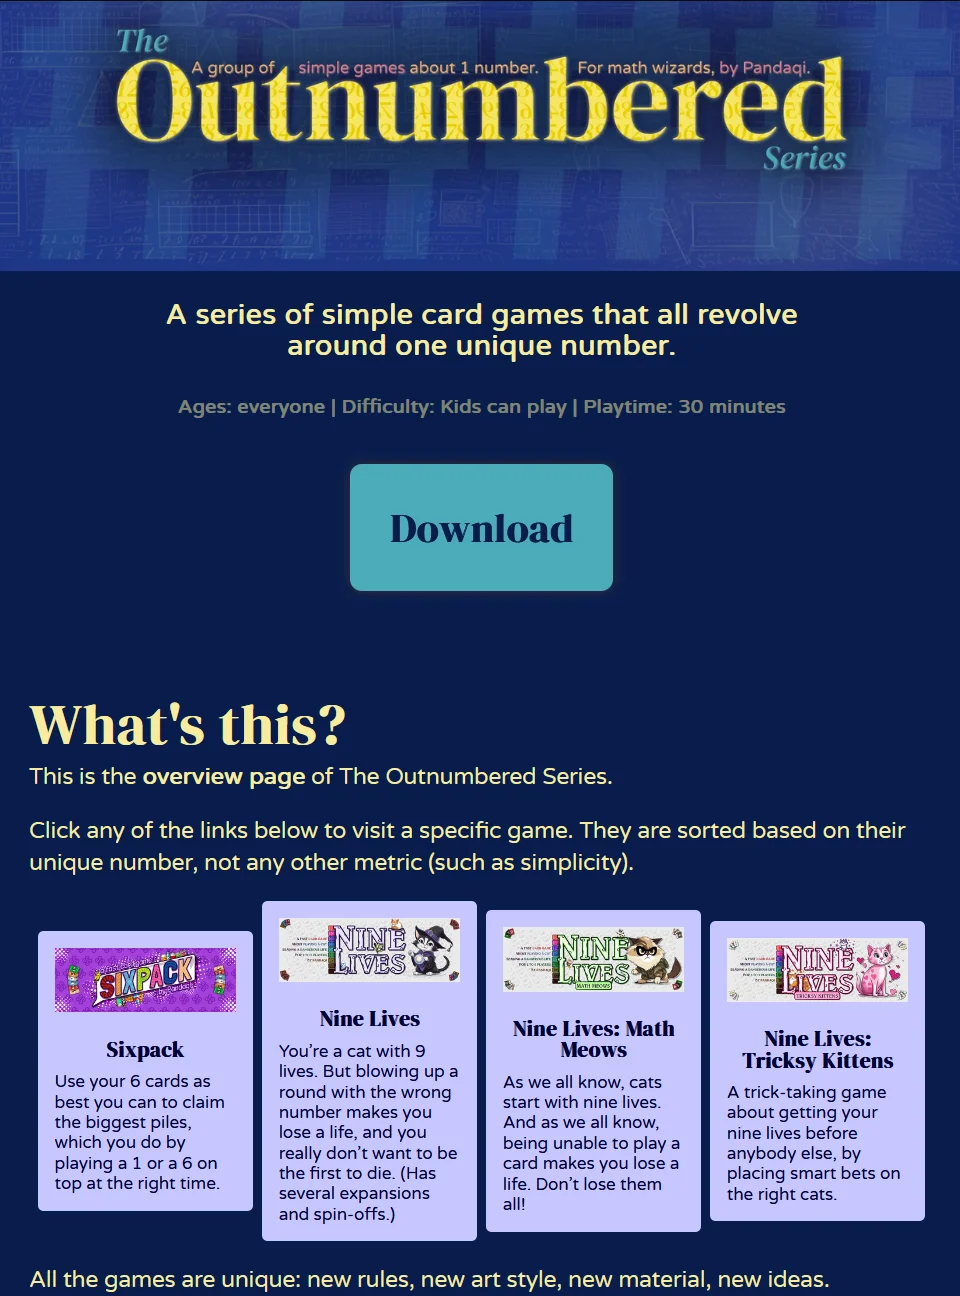 The
A group of simple games about 1 number. For math wizards, by Pandaqi.
Outnumbered
Series
A series of simple card games that all revolve
around one unique number.
Ages: everyone | Difficulty: Kids can play | Playtime: 30 minutes
Download
What's this?
This is the overview page of The Outnumbered Series.
Click any of the links below to visit a specific game. They are sorted based on their
unique number, not any other metric (such as simplicity).
SIXPACK
Sixpack
Use your 6 cards as
best you can to claim
the biggest piles,
which you do by
playing a 1 or a 6 on
top at the right time.
NINE
LIVES
Nine Lives
You’re a cat with 9
lives. But blowing up a
round with the wrong
number makes you
lose a life, and you
really don’t want to be
the first to die. (Has
several expansions
and spin-offs.)
NINE
LIVES
MATH MEOWS
Nine Lives: Math
Meows
As we all know, cats
start with nine lives.
And as we all know,
being unable to play a
card makes you lose a
life. Don’t lose them
all!
NINE
LIVES
TRICKSY KITTENS
Nine Lives:
Tricksy Kittens
A trick-taking game
about getting your
nine lives before
anybody else, by
placing smart bets on
the right cats.
All the games are unique: new rules, new art style, new material, new ideas.